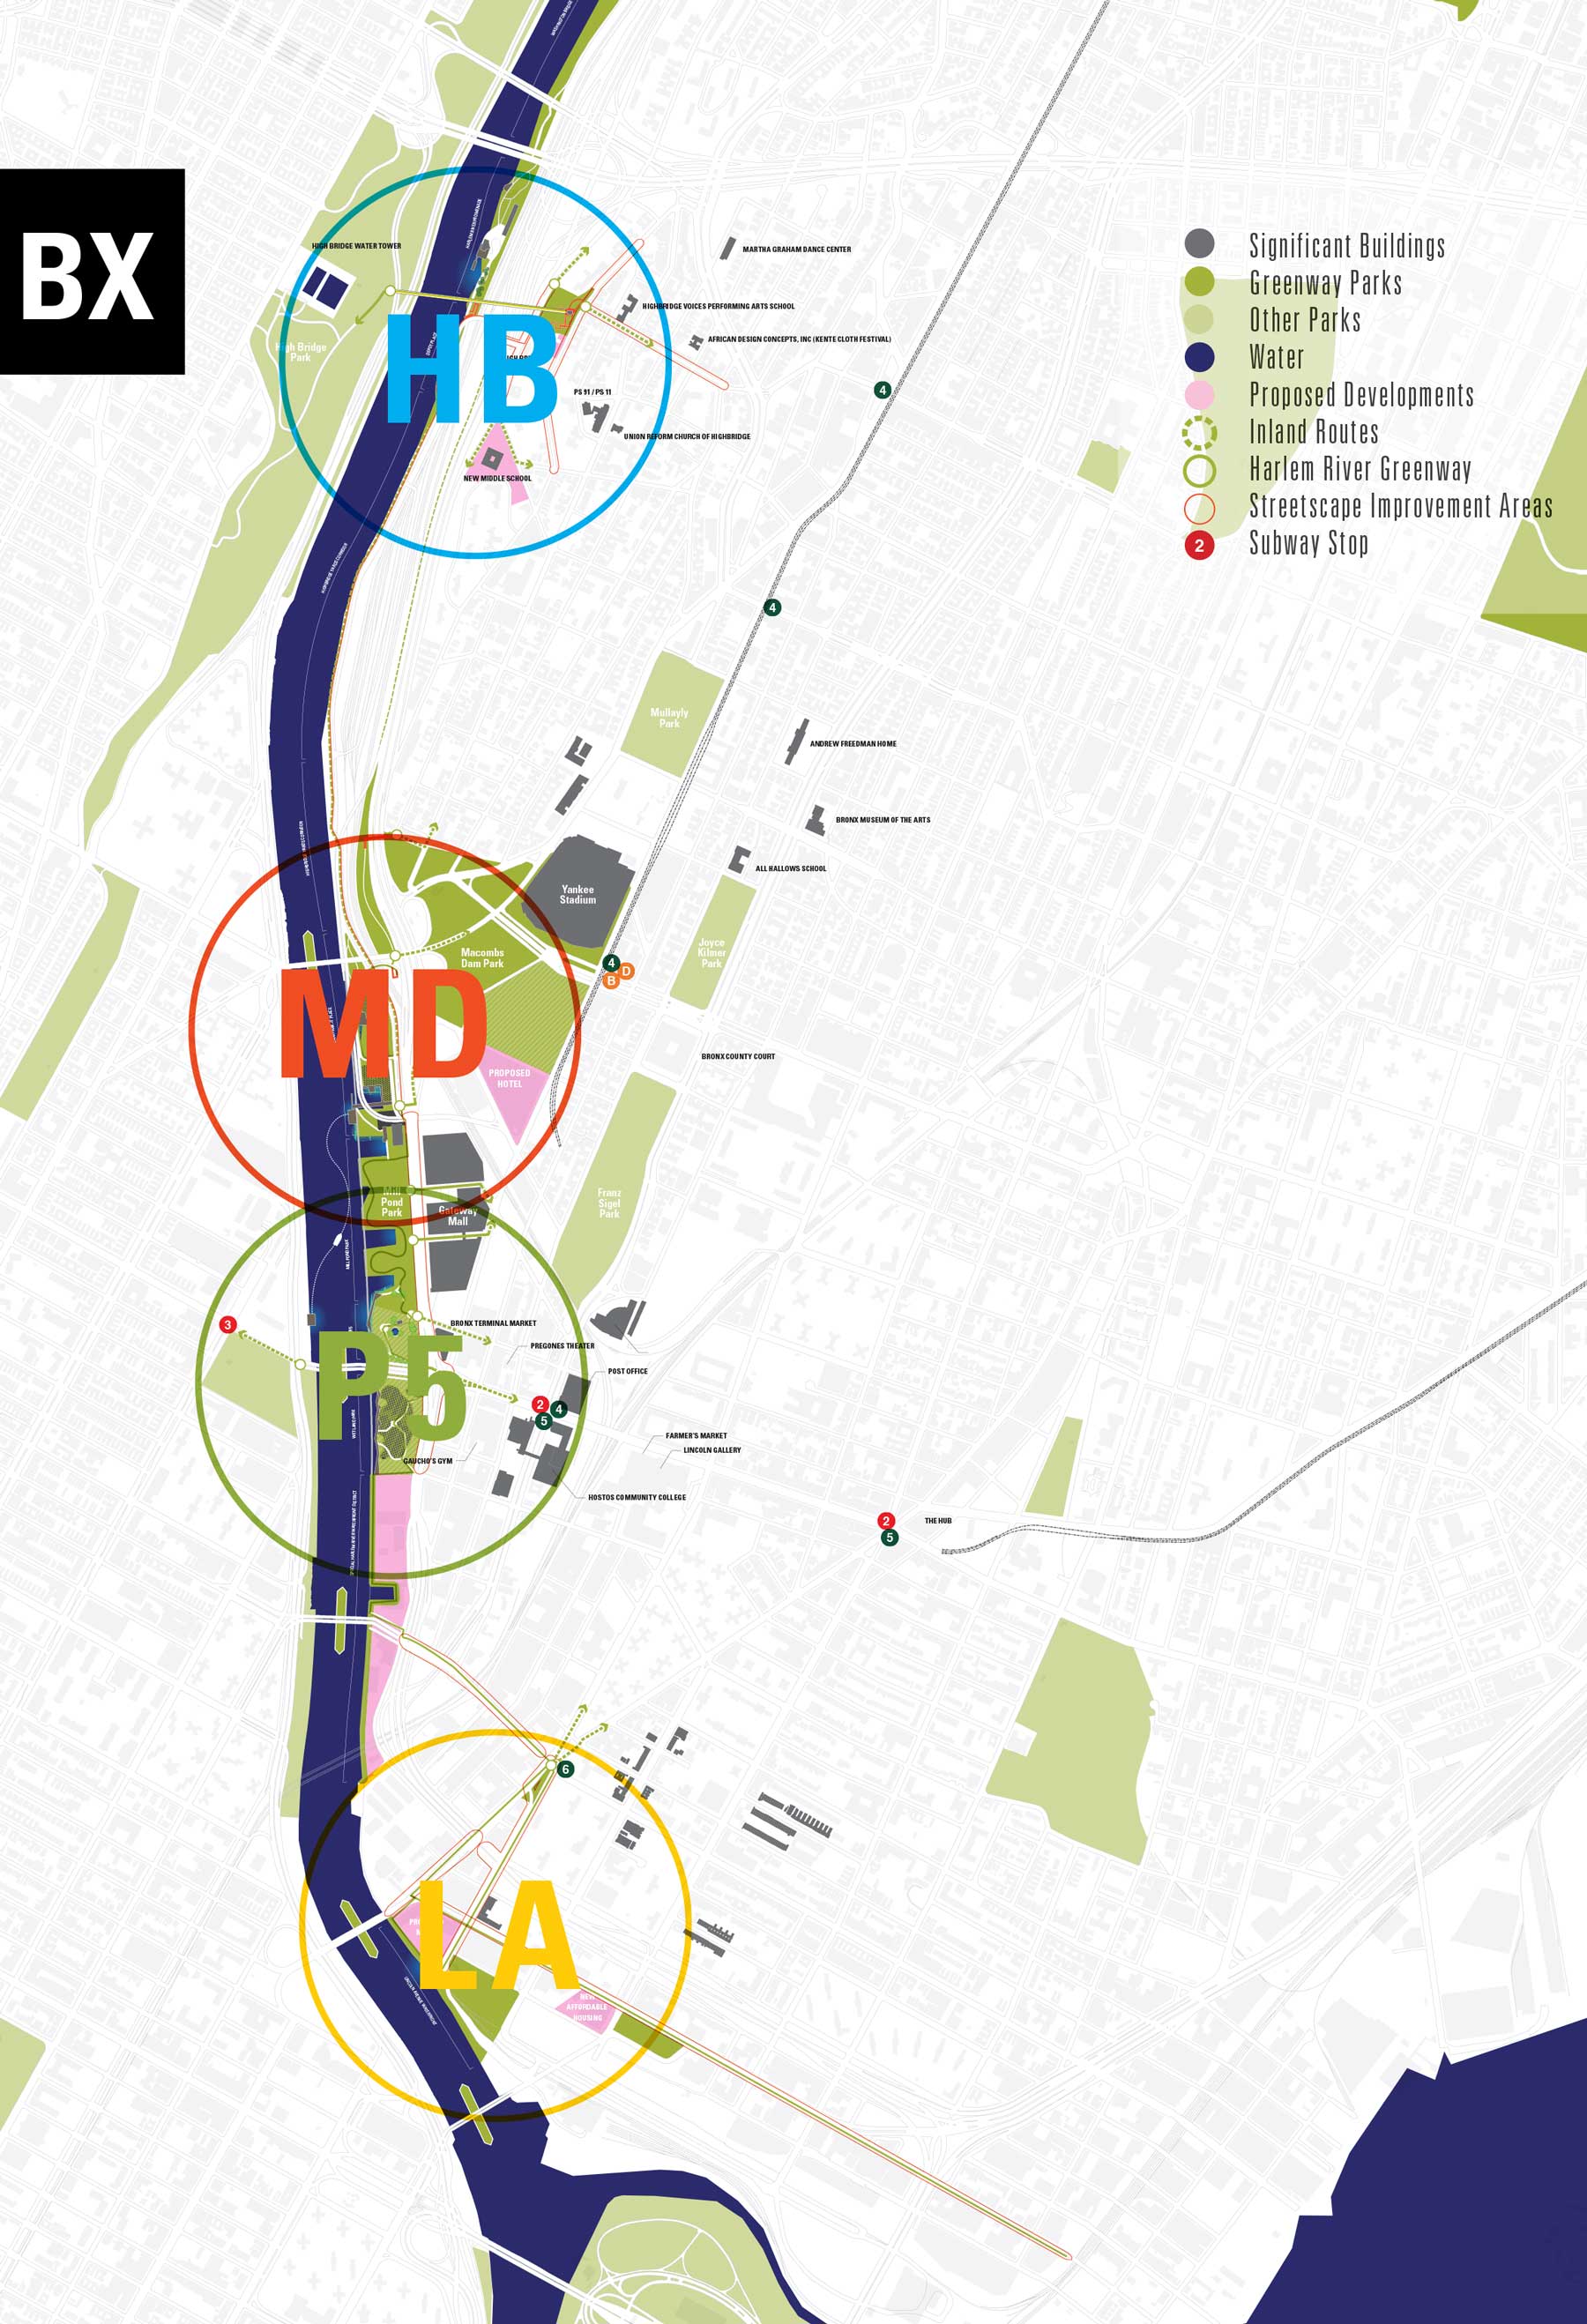 BX
HIGH BRIDGE WATER TOWER
High Bridge
Park
HB
MARTHA GRAHAM DANCE CENTER
HIGHBRIDGE VOICES PERFORMING ARTS SCHOOL
AFRICAN DESIGN CONCEPTS, INC (KENTE CLOTH FESTIVAL)
PS 91 / PS 11
UNION REFORM CHURCH OF HIGHBRIDGE
NEW MIDDLE SCHOOL
4
4
Significant Buildings
Greenway Parks
Other Parks
Water
Proposed Developments
Inland Routes
Harlem River Greenway
Streetscape Improvement Areas
2
Subway Stop
Mullayly
Park
ANDREW FREEDMAN HOME
BRONX MUSEUM OF THE ARTS
ALL HALLOWS SCHOOL
Yankee
Stadium
Macombs
Dam Park
Joyce
Kilmer
Park
4
D
B
MD
BRONX COUNTY COURT
PROPOSED
HOTEL
Mill
Pond
Park
Gateway
Mall
Franz
Sigel
Park
3
BRONX TERMINAL MARKET
PREGONES THEATER
POST OFFICE
P5
2
4
5
FARMER'S MARKET
LINCOLN GALLERY
GAUCHO'S GYM
HOSTOS COMMUNITY COLLEGE
2
5
THE HUB
6
LA
NEW
AFFORDABLE
HOUSING